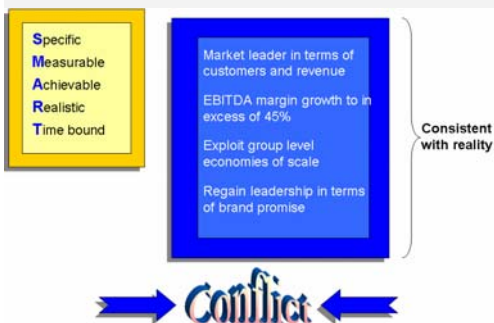 Specific
Measurable
Achievable
Realistic
Time bound
Market leader in terms of
customers and revenue
EBITDA margin growth to in
excess of 45%
Exploit group level
economies of scale
Regain leadership in terms
of brand promise
Consistent
with reality
Conflict